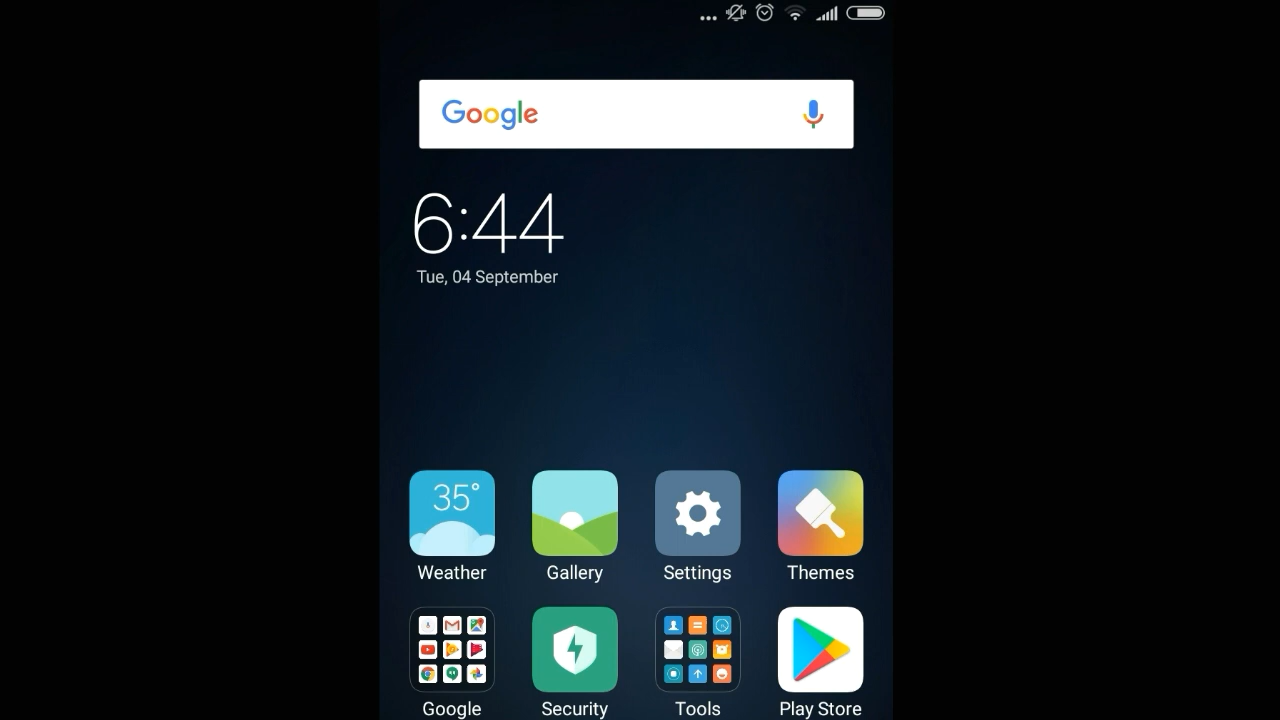 Google
6:44
Tue, 04 September
35°
Weather
Gallery
Settings
Themes
Google
Security
Tools
Play Store